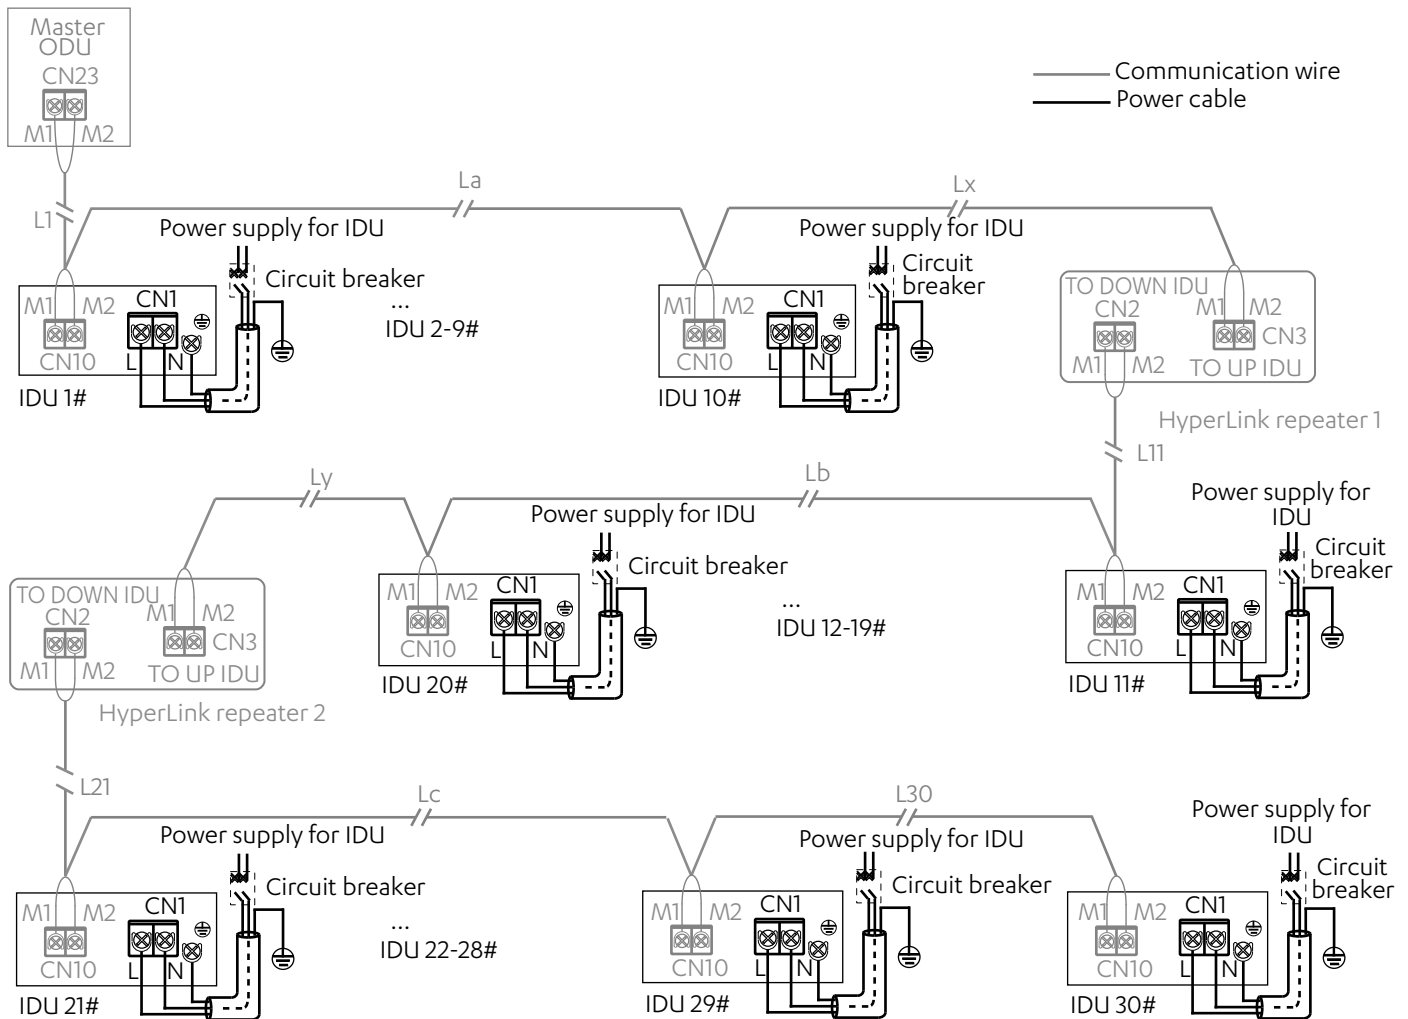 Master
ODU
CN23
M1 M2
Communication wire
Power cable
L1
La
Lx
Power supply for IDU
Circuit breaker
M1 M2
CN1
CN10
L N
IDU 1#
...
IDU 2-9#
Power supply for IDU
Circuit
breaker
M1 M2
CN1
CN10
L N
IDU 10#
TO DOWN IDU
CN2
M1 M2
M1 M2
CN3
TO UP IDU
HyperLink repeater 1
L11
Ly
Lb
TO DOWN IDU
CN2
M1 M2
M1 M2
CN3
TO UP IDU
HyperLink repeater 2
Power supply for IDU
Circuit breaker
M1 M2
CN1
CN10
L N
IDU 20#
...
IDU 12-19#
Power supply for
IDU
Circuit
breaker
M1 M2
CN1
CN10
L N
IDU 11#
L21
Lc
L30
Power supply for IDU
Circuit breaker
M1 M2
CN1
CN10
L N
IDU 21#
...
IDU 22-28#
Power supply for IDU
Circuit breaker
M1 M2
CN1
CN10
L N
IDU 29#
Power supply for
IDU
Circuit
breaker
M1 M2
CN1
CN10
L N
IDU 30#